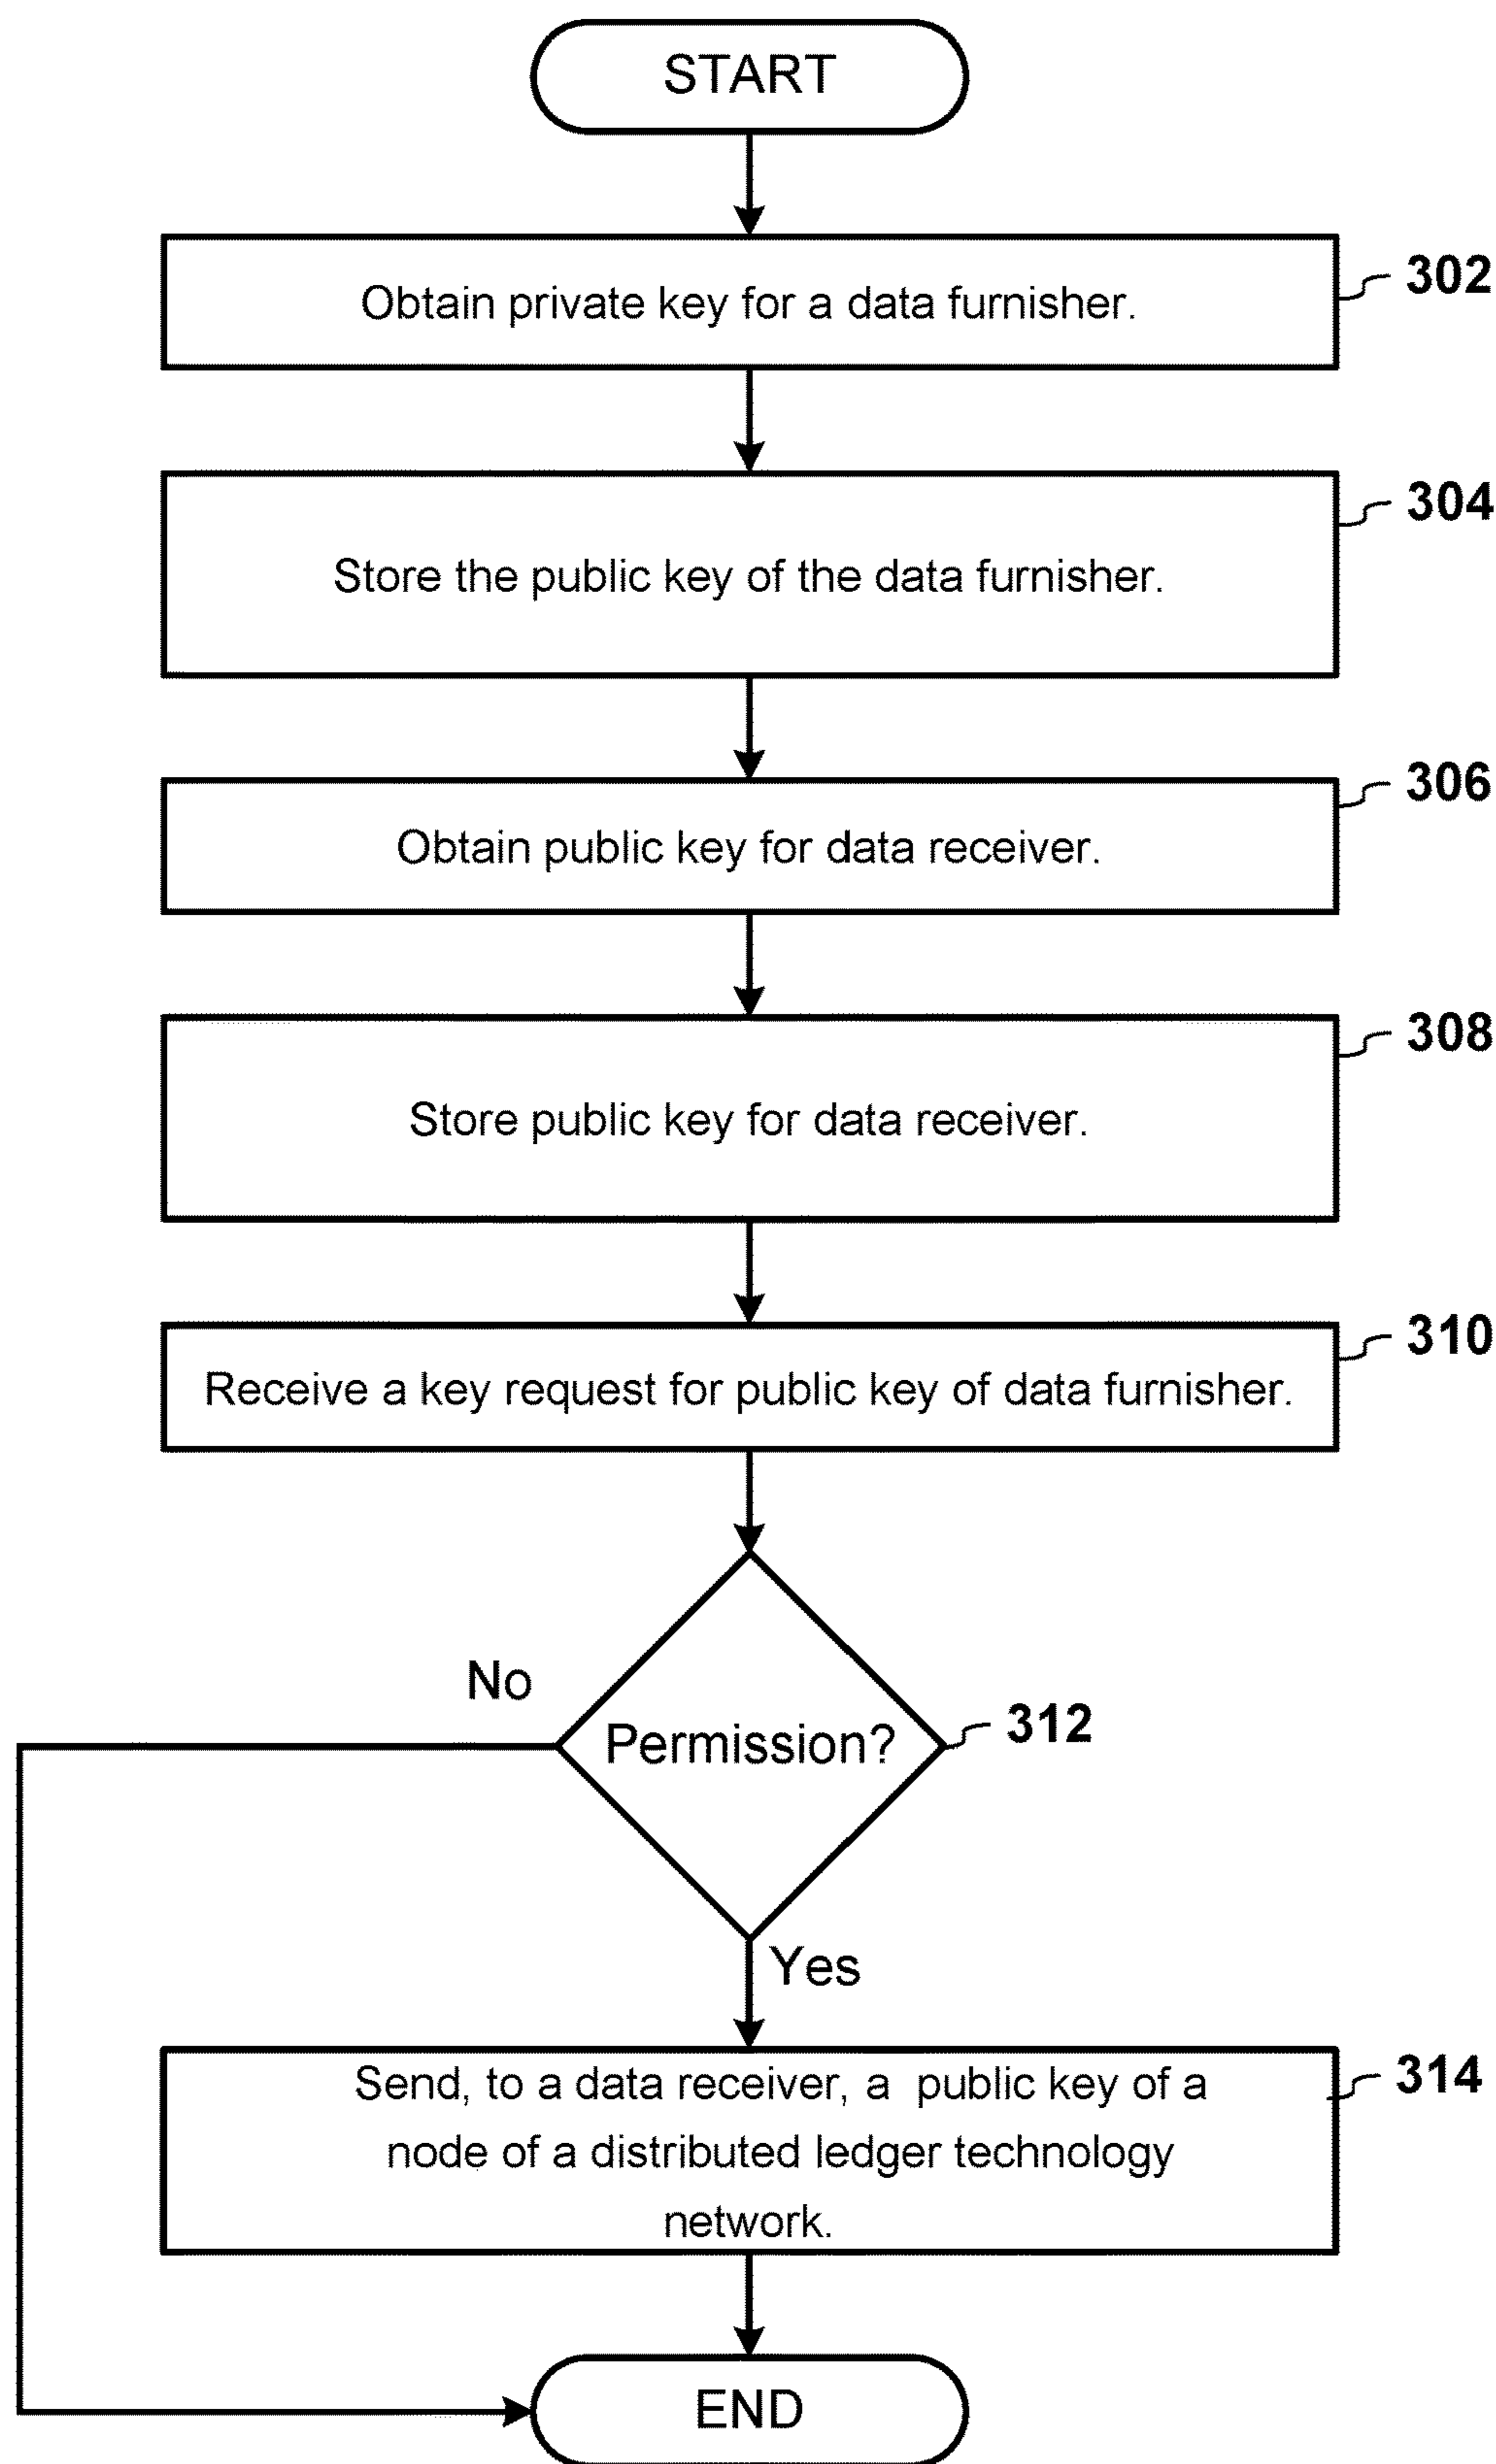 START
Obtain private key for a data furnisher.
302
Store the public key of the data furnisher.
304
Obtain public key for data receiver.
306
Store public key for data receiver.
308
Receive a key request for public key of data furnisher.
310
No
Permission?
312
Yes
Send, to a data receiver, a public key of a
node of a distributed ledger technology
network.
314
END